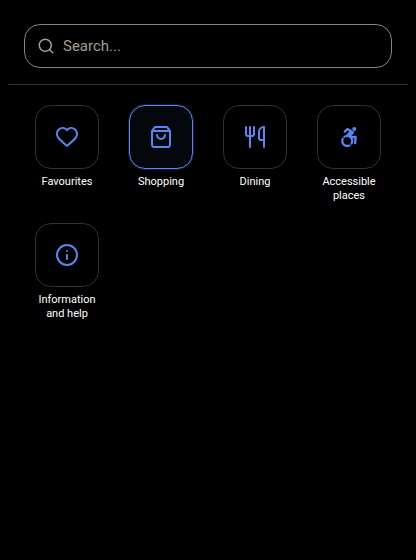 Search...
Favourites
Shopping
Dining
Accessible
places
Information
and help